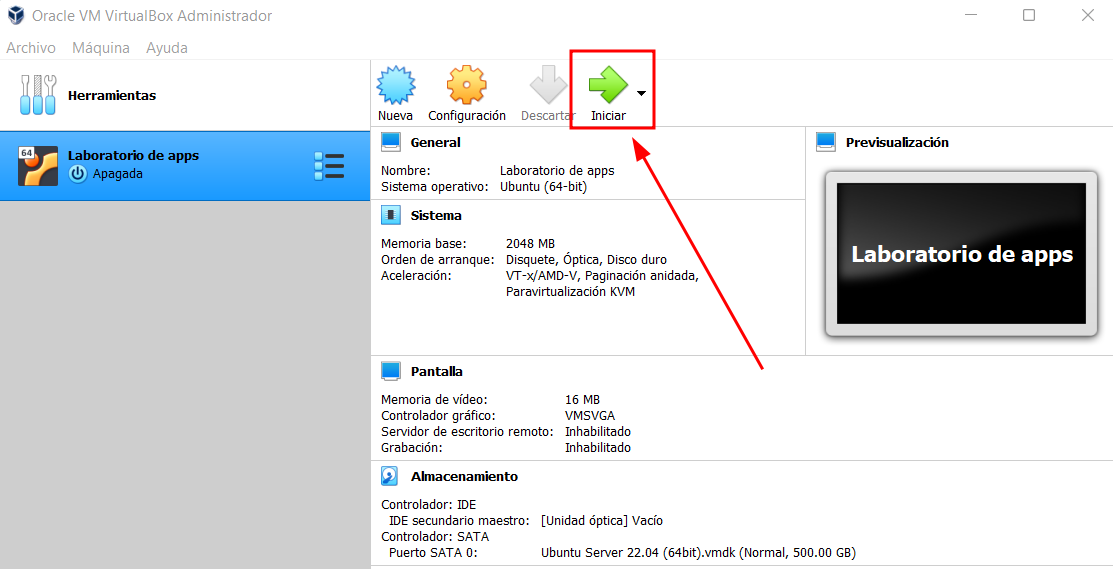 Oracle VM VirtualBox Administrador
Archivo Máquina Ayuda
Herramientas
Nueva Configuración Descartar Iniciar
64
Laboratorio de apps
Apagada
General
Nombre: Laboratorio de apps
Sistema operativo: Ubuntu (64-bit)
Previsualización
Laboratorio de apps
Sistema
Memoria base: 2048 MB
Orden de arranque: Disquete, Óptica, Disco duro
Aceleración: VT-x/AMD-V, Paginación anidada,
Paravirtualización KVM
Pantalla
Memoria de vídeo: 16 MB
Controlador gráfico: VMSVGA
Servidor de escritorio remoto: Inhabilitado
Grabación: Inhabilitado
Almacenamiento
Controlador: IDE
IDE secundario maestro: [Unidad óptica] Vacío
Controlador: SATA
Puerto SATA 0: Ubuntu Server 22.04 (64bit).vmdk (Normal, 500.00 GB)